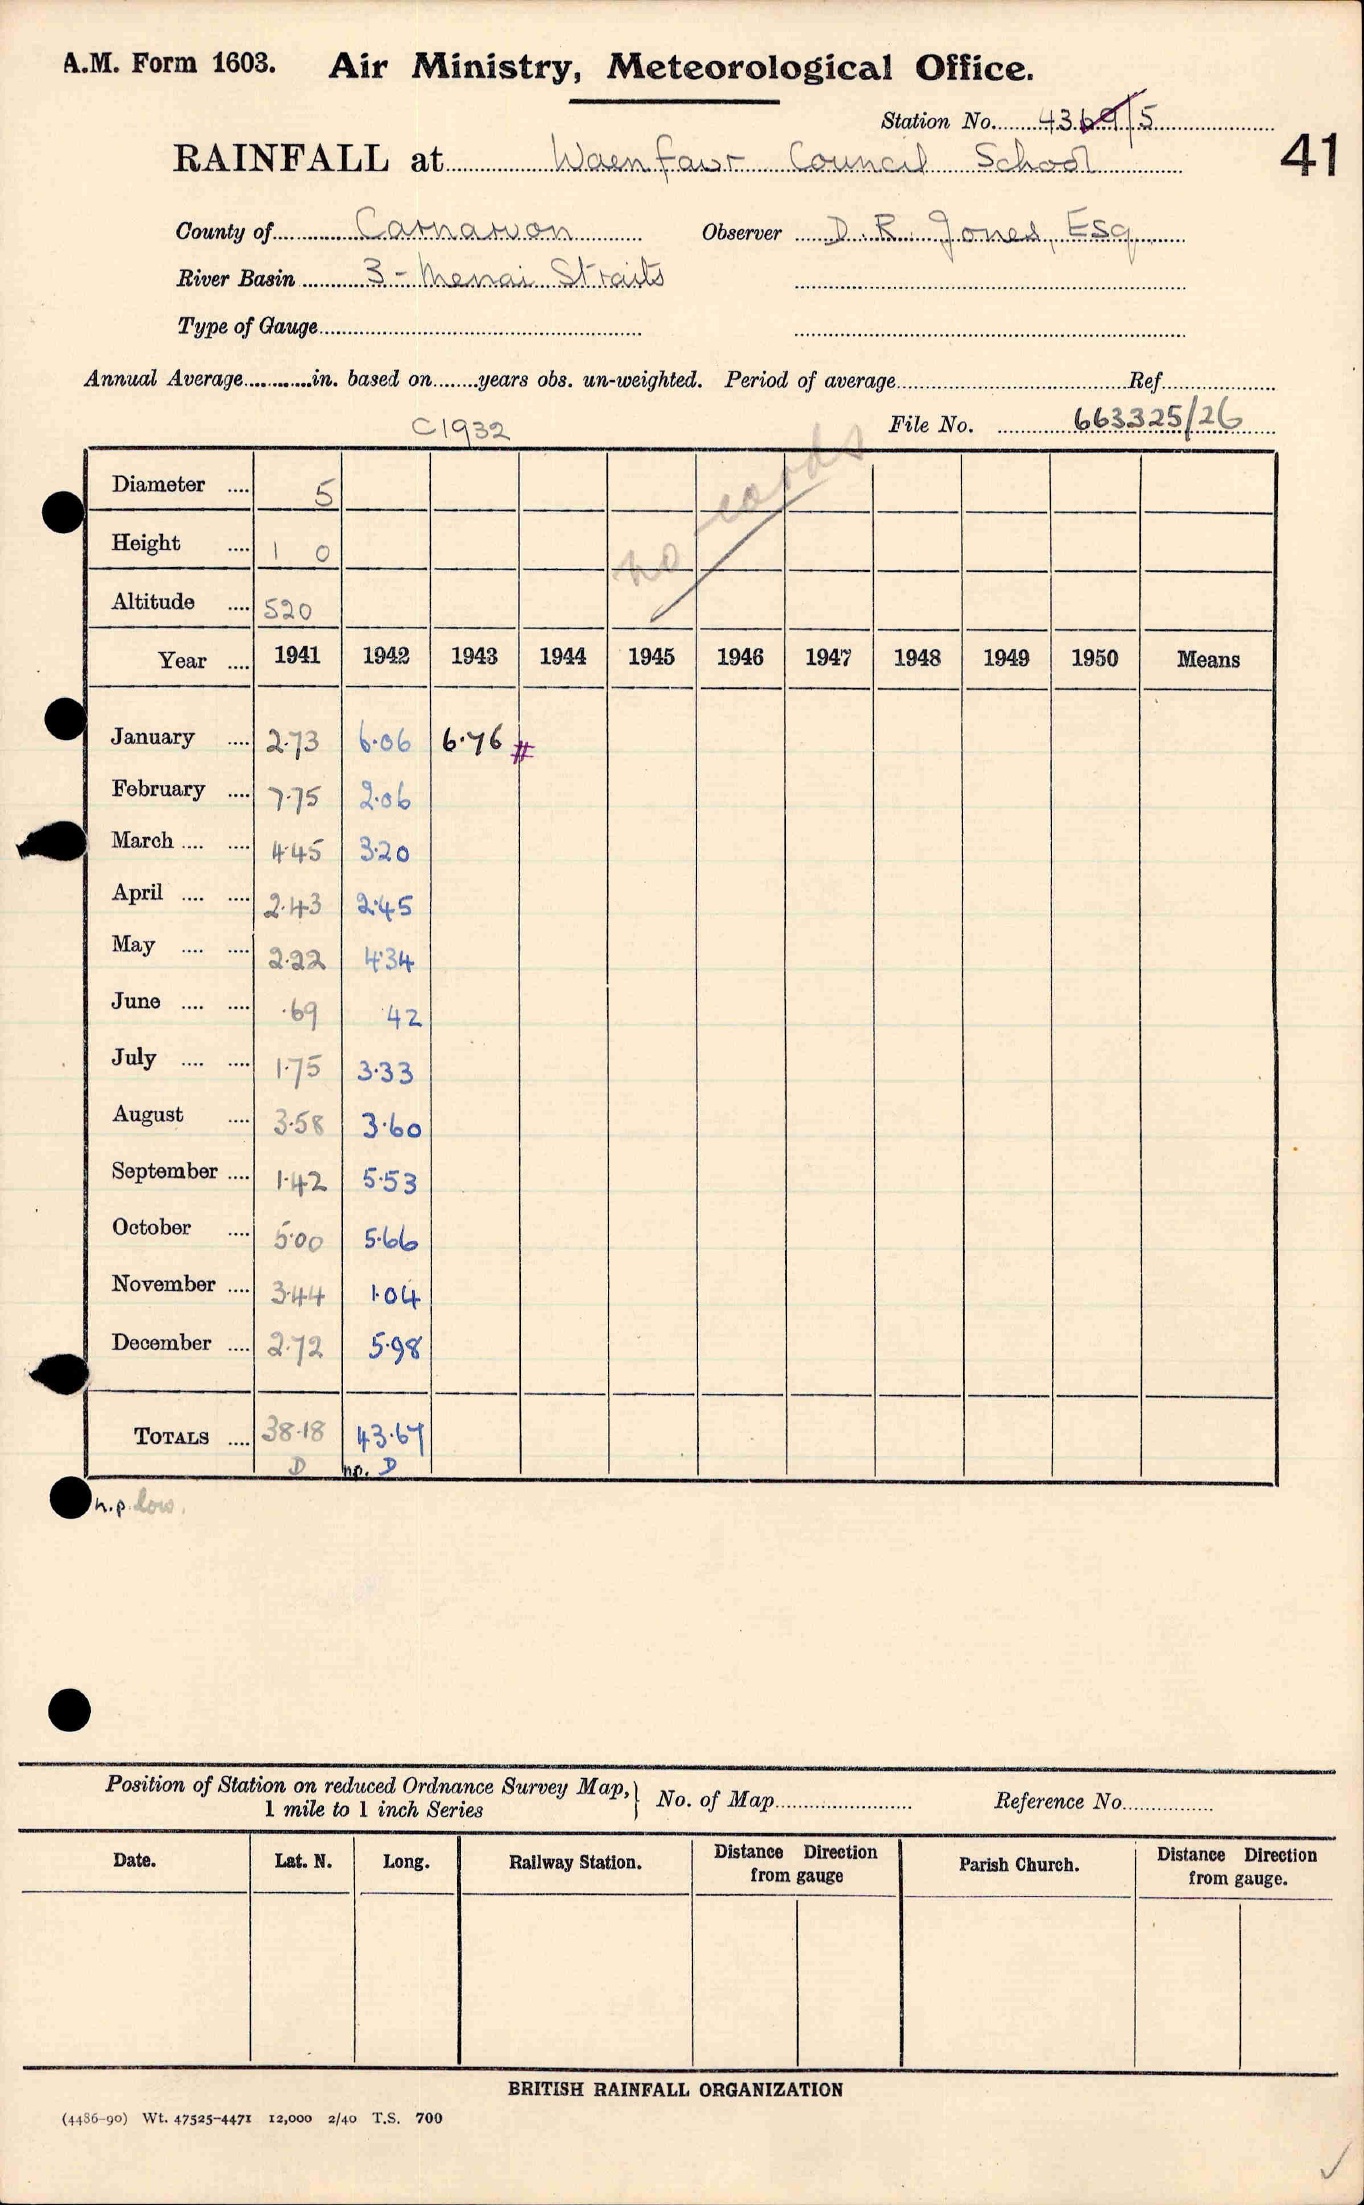 A.M. Form 1603. Air Ministry, Meteorological Office.
Station No. 4369/5
RAINFALL at Waenfawr Council School 41
County of Carnarvon Observer D. R. Jones, Esq.
River Basin 3 - Menai Straits
Type of Gauge
Annual Average in. based on years obs. un-weighted. Period of average Ref
C1932 File No. 663325/26
no coords
Diameter 5
Height 1 0
Altitude 520
Year 1941 1942 1943 1944 1945 1946 1947 1948 1949 1950 Means
January 2.73 6.06 6.76 #
February 7.75 2.06
March 4.45 3.20
April 2.43 2.45
May 2.22 4.34
June .69 42
July 1.75 3.33
August 3.58 3.60
September 1.42 5.53
October 5.00 5.66
November 3.44 1.04
December 2.72 5.98
TOTALS 38.18 43.67
D np. D
n.p. low.
Position of Station on reduced Ordnance Survey Map, } No. of Map Reference No.
1 mile to 1 inch Series
Date. Lat. N. Long. Railway Station. Distance Direction from gauge Parish Church. Distance Direction from gauge.
BRITISH RAINFALL ORGANIZATION
(4486-90) Wt. 47525-4471 12,000 2/40 T.S. 700